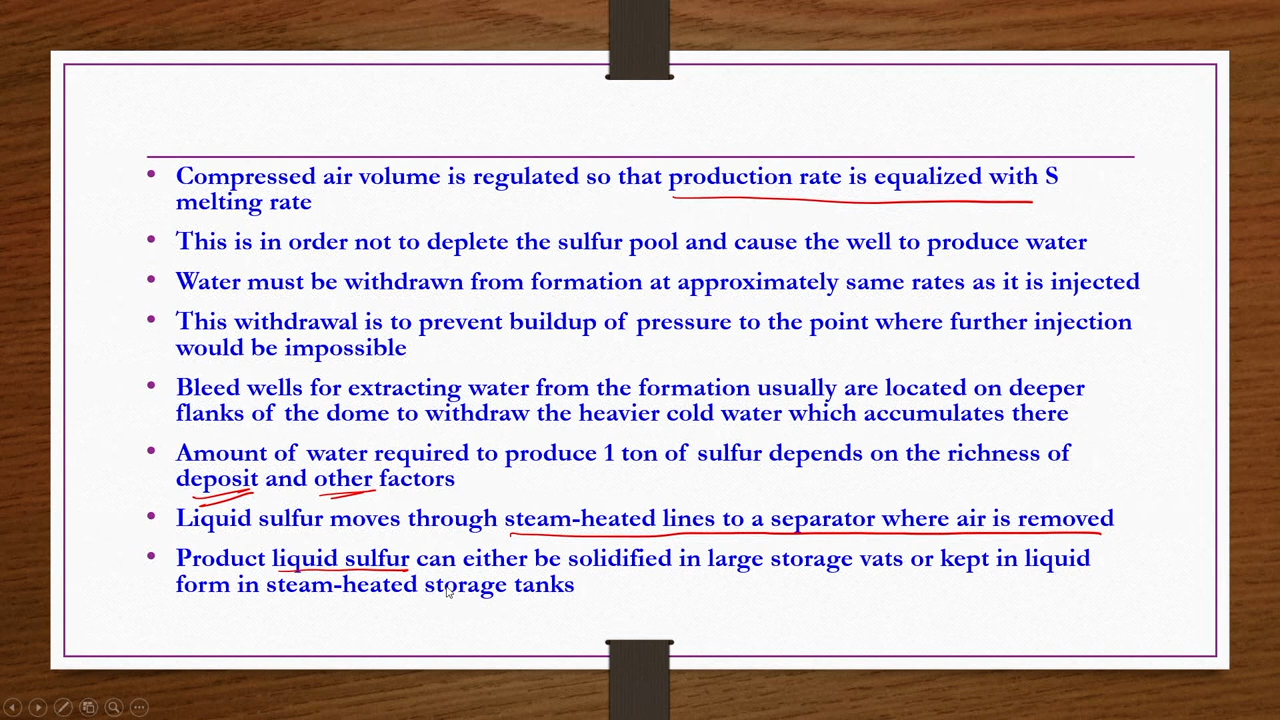 • Compressed air volume is regulated so that production rate is equalized with S
melting rate
• This is in order not to deplete the sulfur pool and cause the well to produce water
• Water must be withdrawn from formation at approximately same rates as it is injected
• This withdrawal is to prevent buildup of pressure to the point where further injection
would be impossible
• Bleed wells for extracting water from the formation usually are located on deeper
flanks of the dome to withdraw the heavier cold water which accumulates there
• Amount of water required to produce 1 ton of sulfur depends on the richness of
deposit and other factors
• Liquid sulfur moves through steam-heated lines to a separator where air is removed
• Product liquid sulfur can either be solidified in large storage vats or kept in liquid
form in steam-heated storage tanks